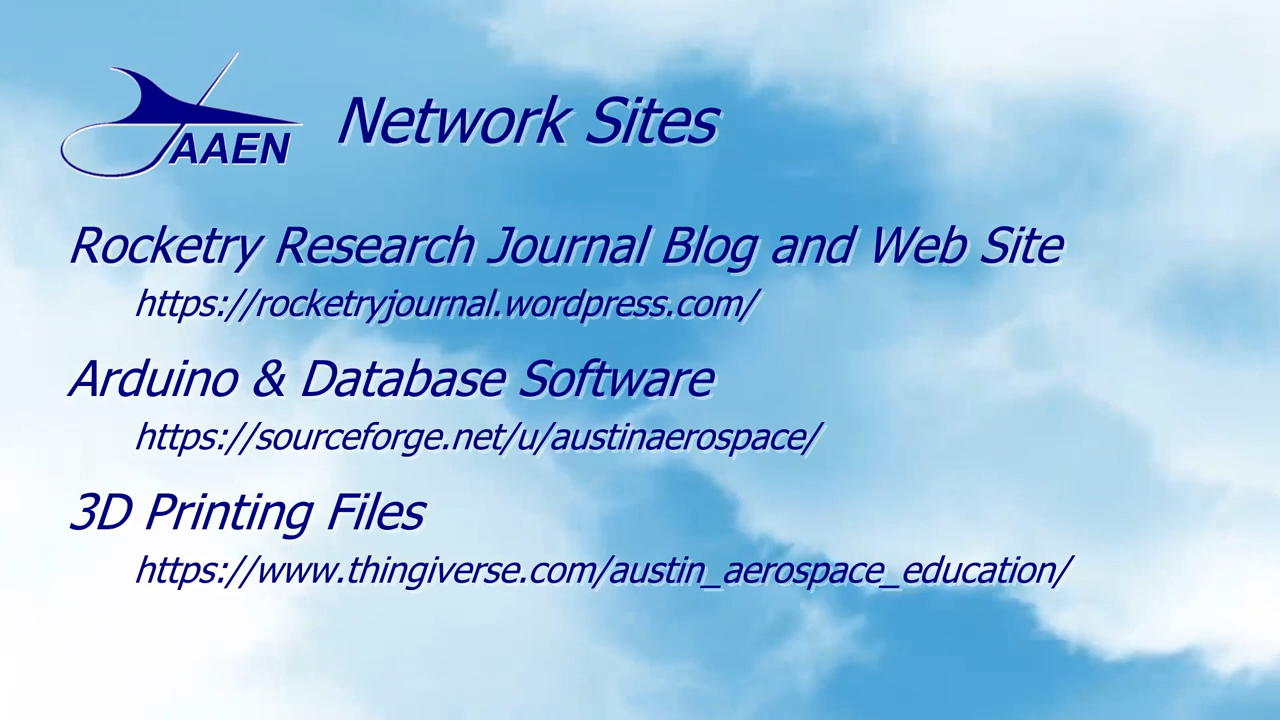 AAEN
Network Sites
Rocketry Research Journal Blog and Web Site
https://rocketryjournal.wordpress.com/
Arduino & Database Software
https://sourceforge.net/u/austinaerospace/
3D Printing Files
https://www.thingiverse.com/austin_aerospace_education/